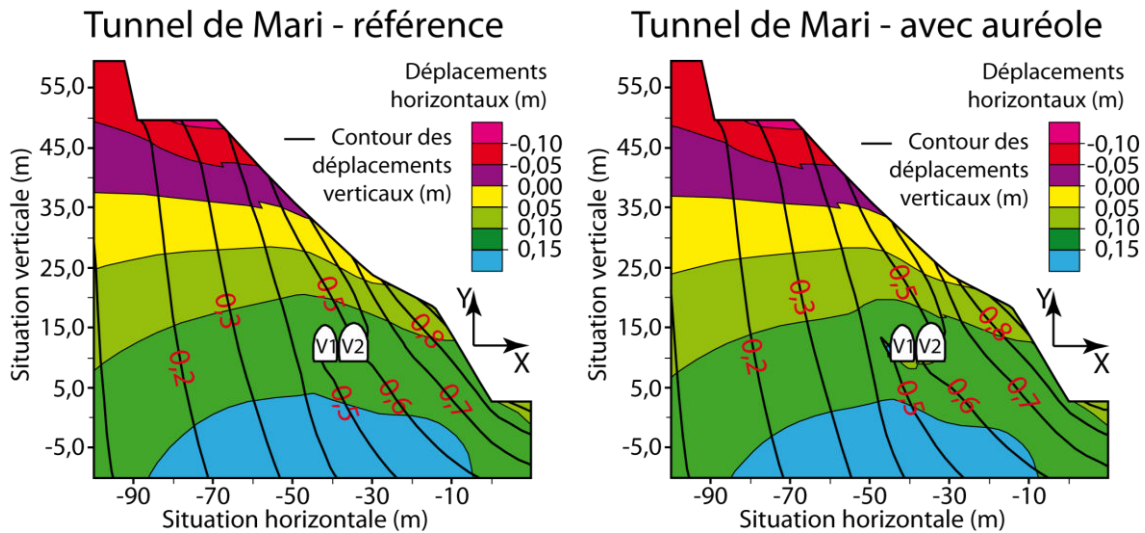 Tunnel de Mari - référence
Déplacements
horizontaux (m)
-0,10
-0,05
0,00
0,05
0,10
0,15
Contour des
déplacements
verticaux (m)
Situation verticale (m)
55,0
45,0
35,0
25,0
15,0
5,0
-5,0
0,2
0,3
0,5
0,8
V1 V2
0,5
0,6
0,7
Y
X
-90 -70 -50 -30 -10
Situation horizontale (m)
Tunnel de Mari - avec auréole
Déplacements
horizontaux (m)
-0,10
-0,05
0,00
0,05
0,10
0,15
Contour des
déplacements
verticaux (m)
Situation verticale (m)
55,0
45,0
35,0
25,0
15,0
5,0
-5,0
0,2
0,3
0,5
0,8
V1 V2
0,5
0,6
0,7
Y
X
-90 -70 -50 -30 -10
Situation horizontale (m)